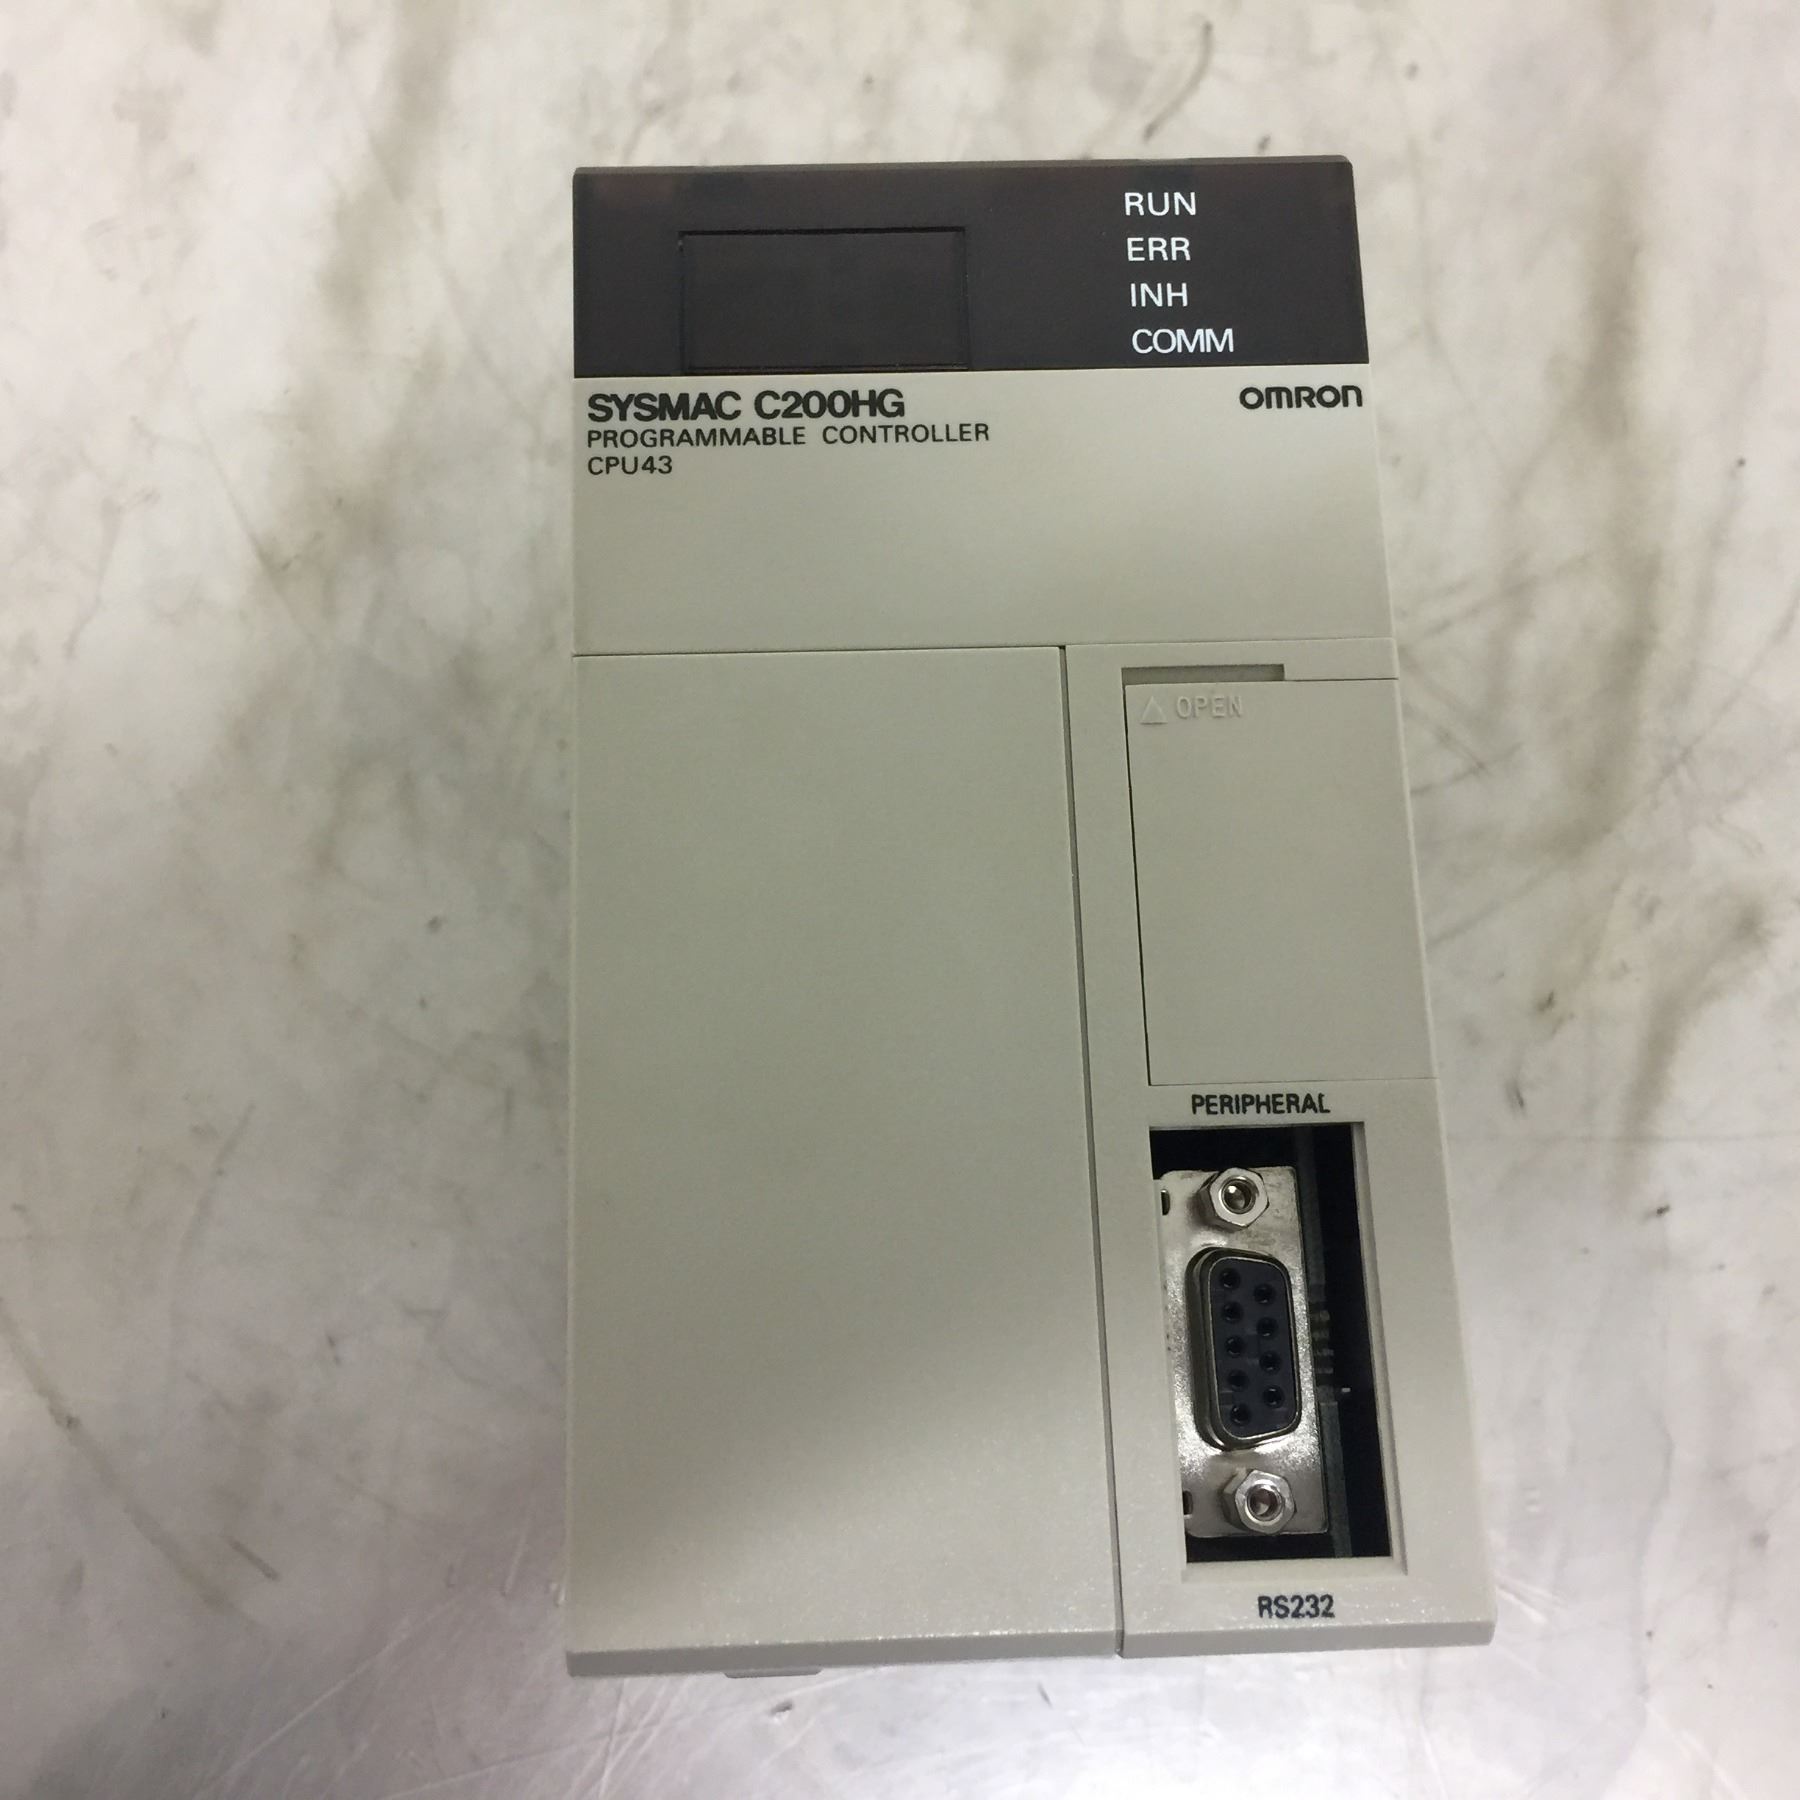 RUN
ERR
INH
COMM
SYSMAC C200HG
OMRON
PROGRAMMABLE CONTROLLER
CPU43
△ OPEN
PERIPHERAL
RS232